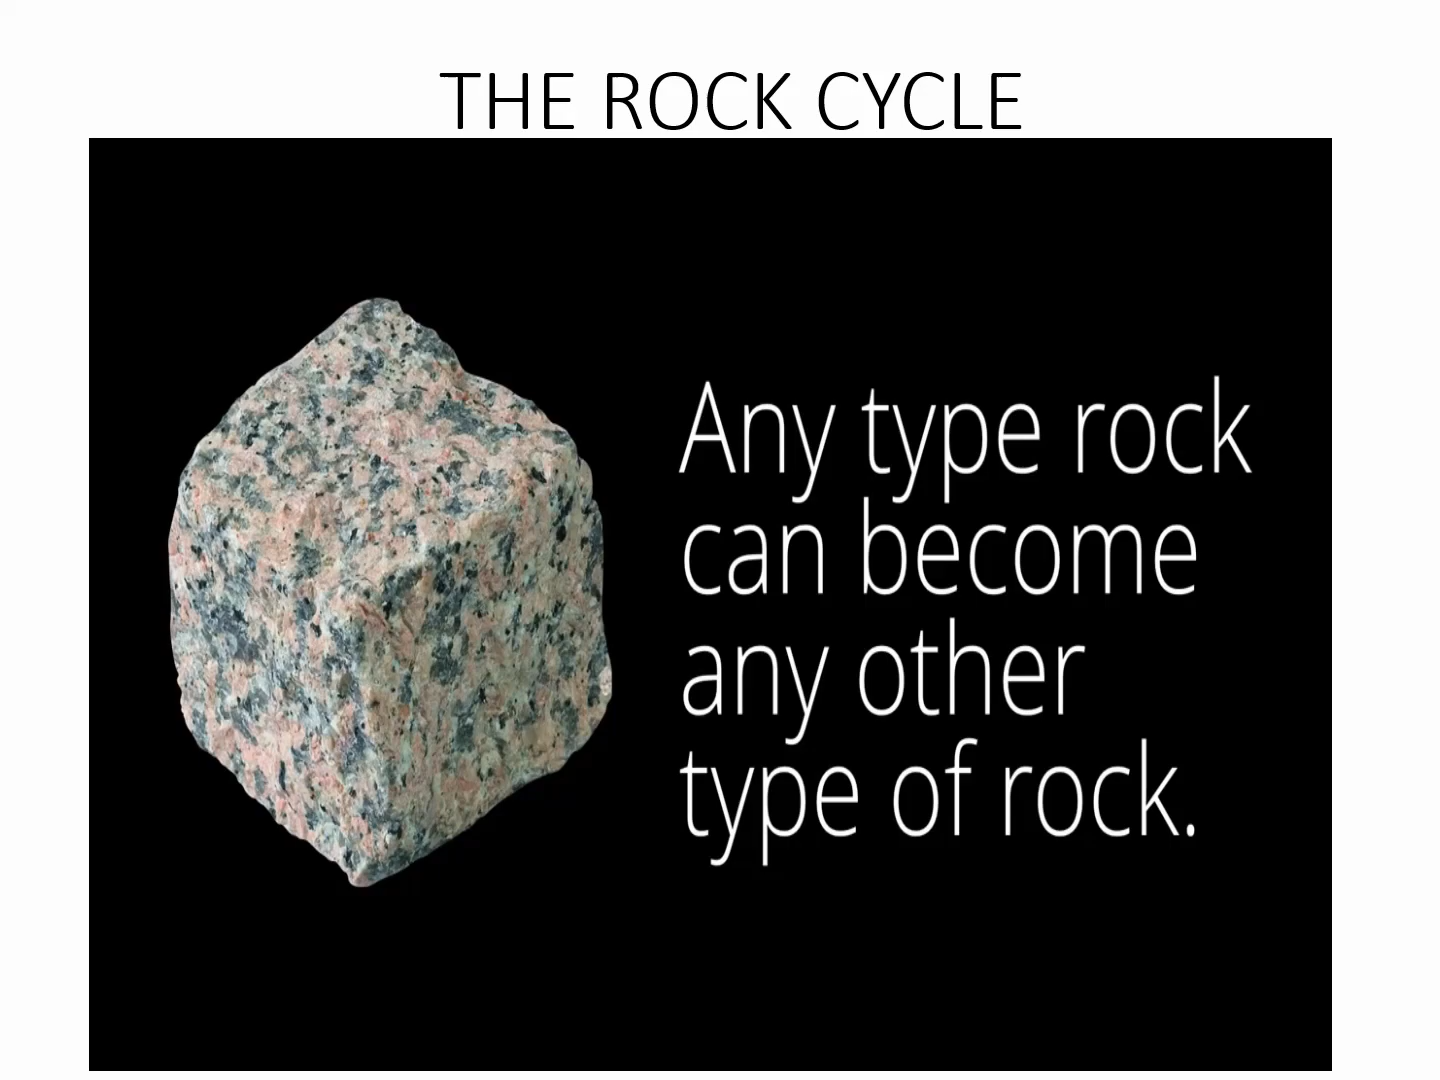 THE ROCK CYCLE
Any type rock
can become
any other
type of rock.